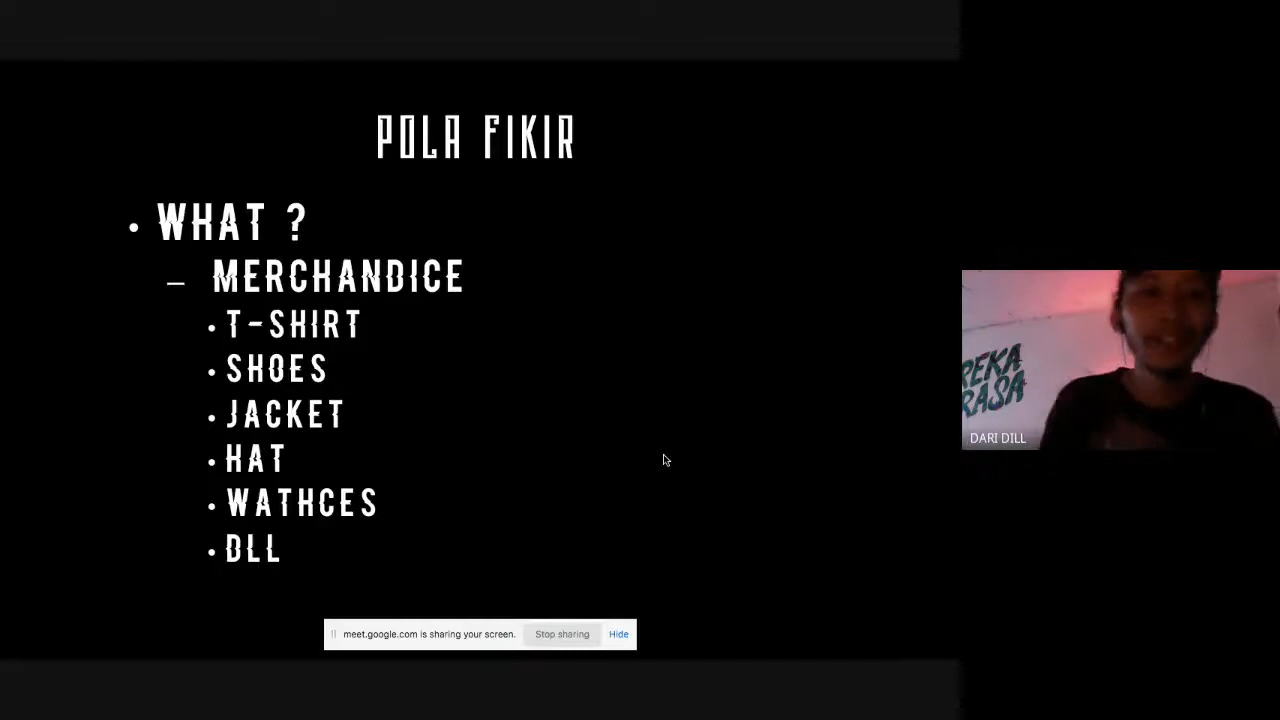 POLA FIKIR
• WHAT ?
– MERCHANDICE
• T-SHIRT
• SHOES
• JACKET
• HAT
• WATHCES
• DLL
REKA
RASA
DARI DILL
meet.google.com is sharing your screen. Stop sharing Hide